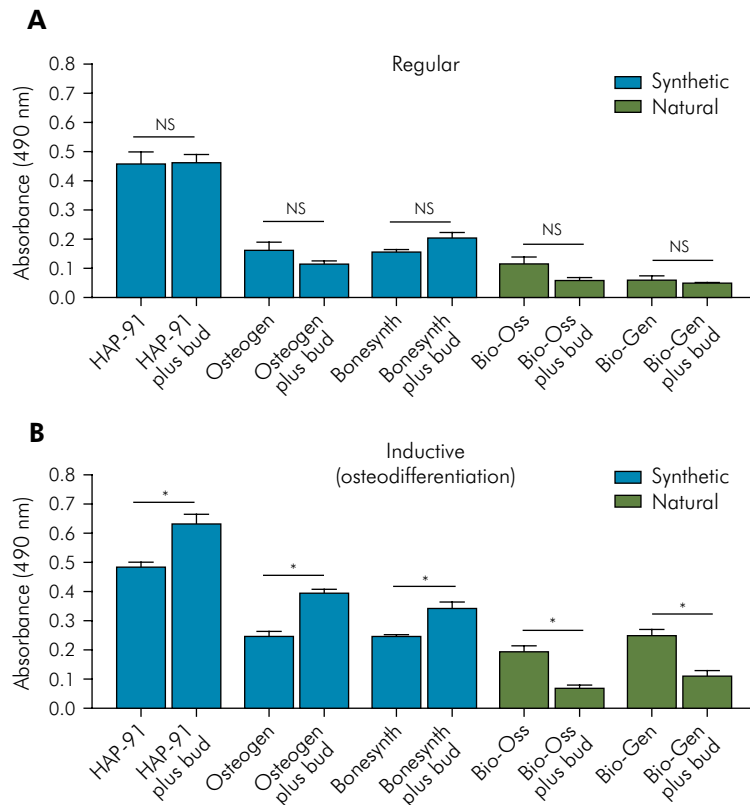 A
Regular
Synthetic
Natural
Absorbance (490 nm)
0.8
0.7
0.6
0.5
0.4
0.3
0.2
0.1
0.0
NS
NS
NS
NS
NS
HAP-91
HAP-91
plus bud
Osteogen
Osteogen
plus bud
Bonesynth
Bonesynth
plus bud
Bio-Oss
Bio-Oss
plus bud
Bio-Gen
Bio-Gen
plus bud
B
Inductive
(osteodifferentiation)
Synthetic
Natural
Absorbance (490 nm)
0.8
0.7
0.6
0.5
0.4
0.3
0.2
0.1
0.0
*
*
*
*
*
HAP-91
HAP-91
plus bud
Osteogen
Osteogen
plus bud
Bonesynth
Bonesynth
plus bud
Bio-Oss
Bio-Oss
plus bud
Bio-Gen
Bio-Gen
plus bud